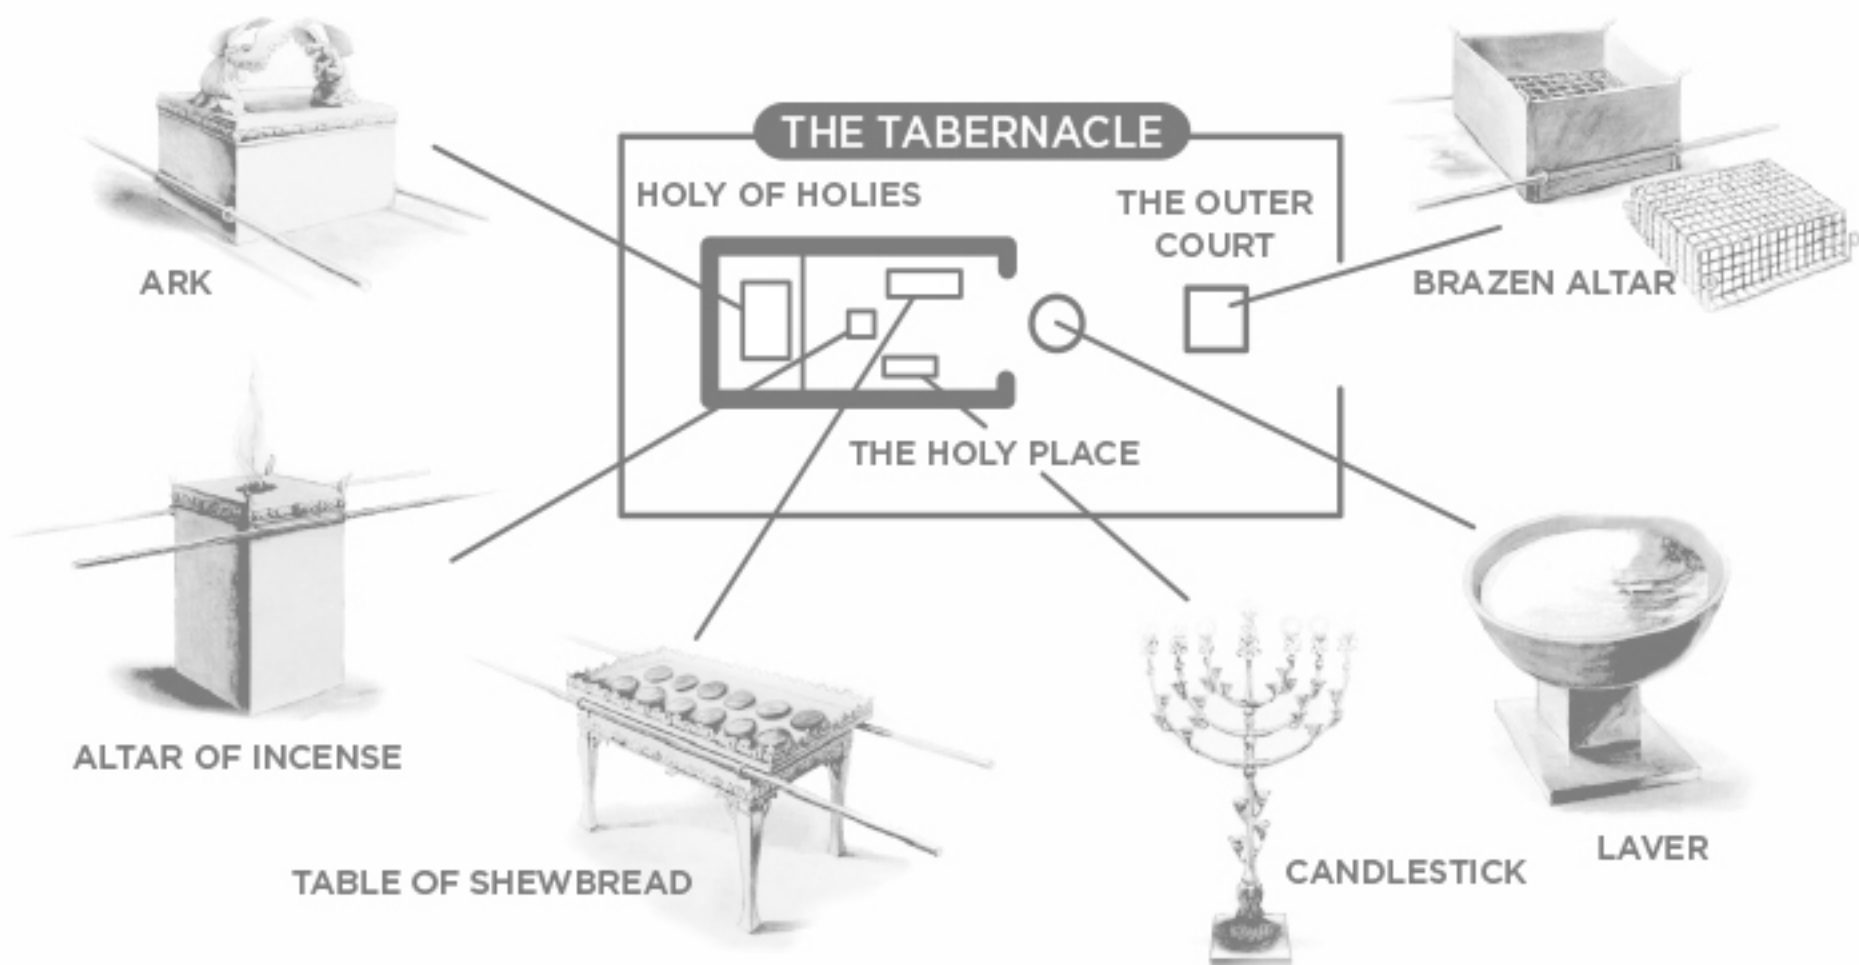 THE TABERNACLE
HOLY OF HOLIES
THE OUTER
COURT
ARK
BRAZEN ALTAR
THE HOLY PLACE
ALTAR OF INCENSE
TABLE OF SHEWBREAD
CANDLESTICK
LAVER